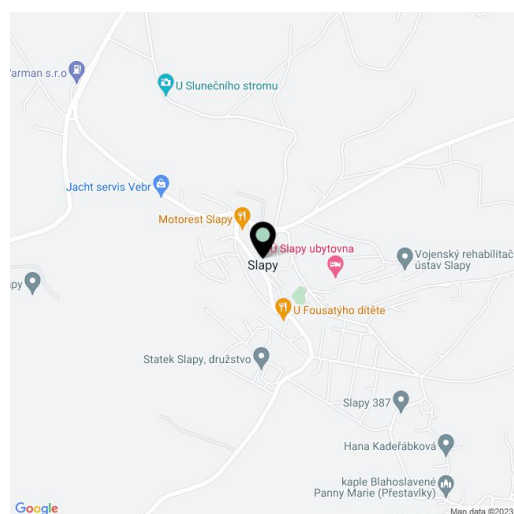 arman s.r.o
U Slunečního stromu
Jacht servis Vebr
Motorest Slapy
U Slapy ubytovna
Slapy
Vojenský rehabilitač
ústav Slapy
py
U Fousatýho dítěte
Statek Slapy, družstvo
Slapy 387
Hana Kadeřábková
kaple Blahoslavené
Panny Marie (Přestavlky)
Google
Map data ©2023